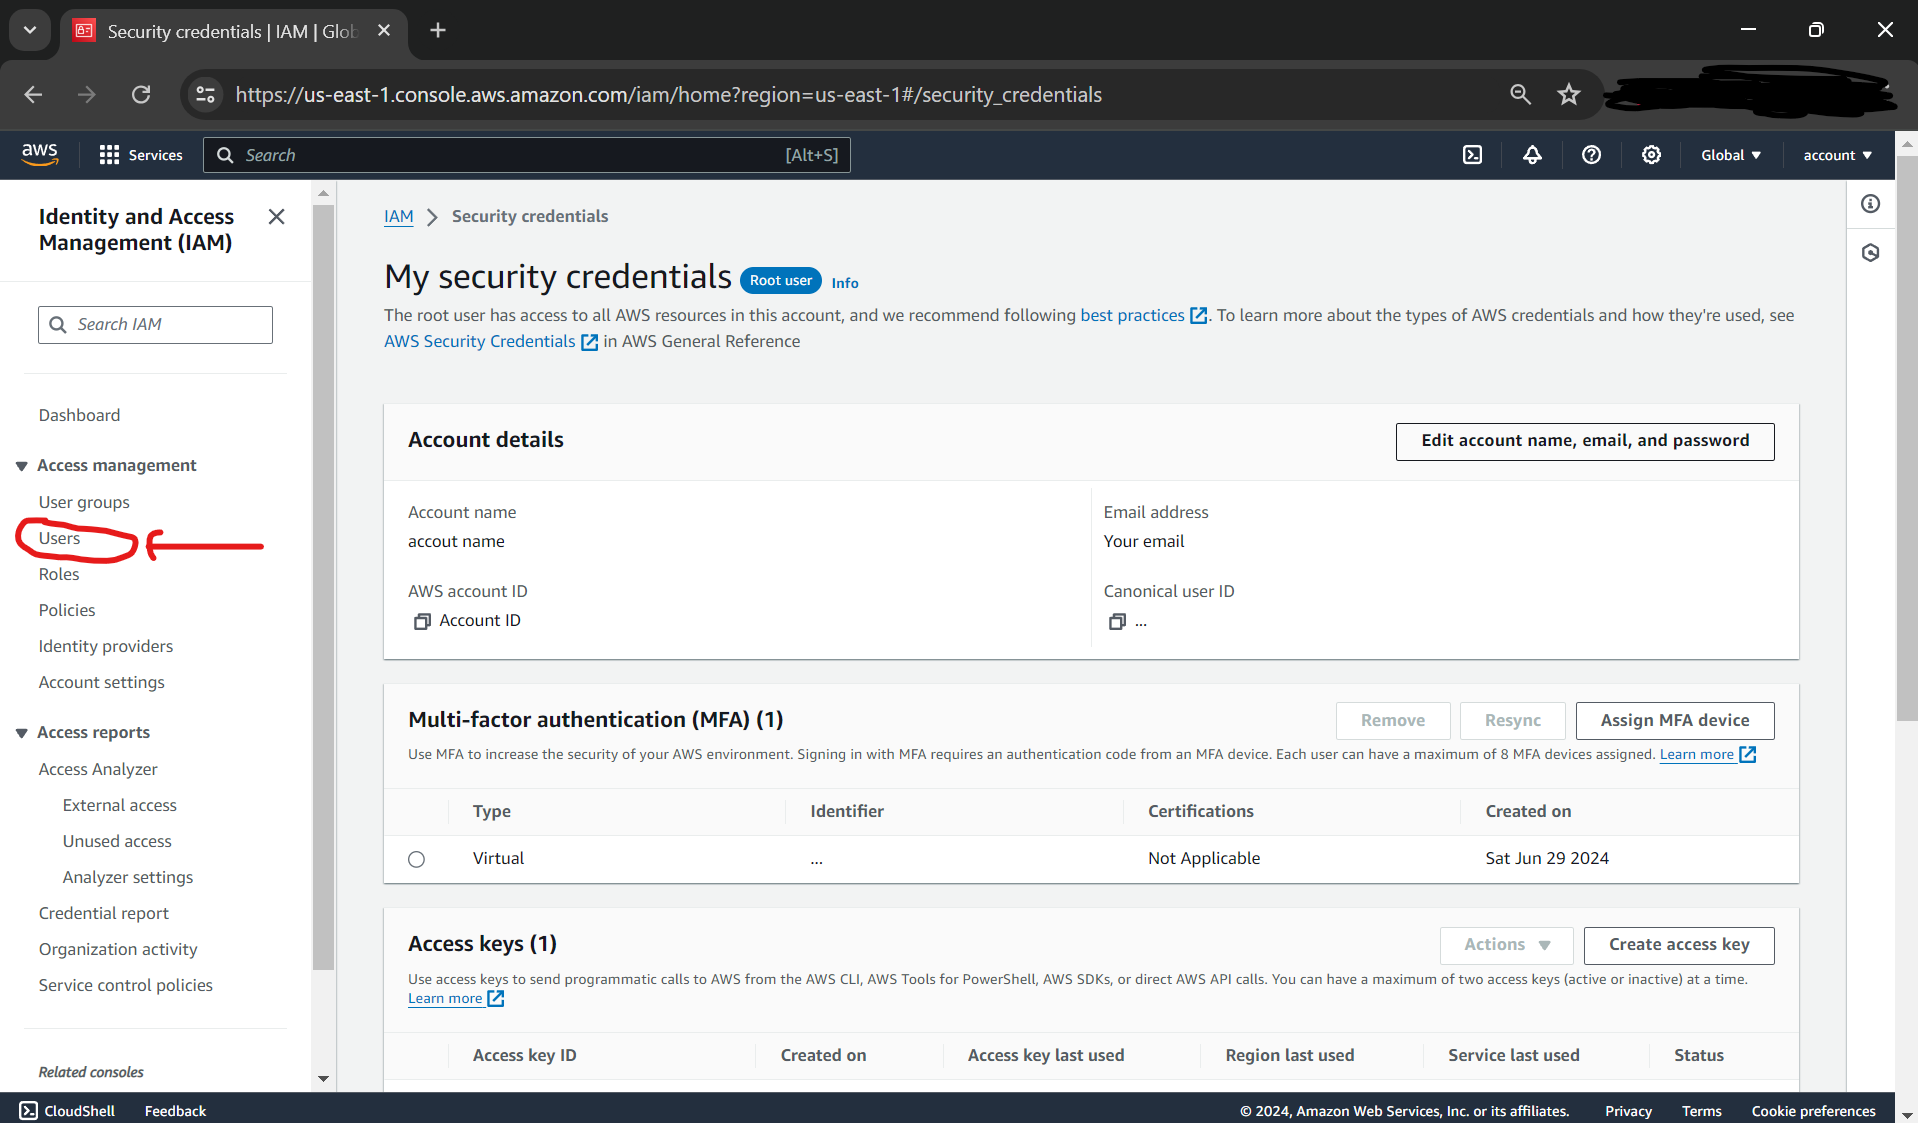 Security credentials | IAM | Glob
https://us-east-1.console.aws.amazon.com/iam/home?region=us-east-1#/security_credentials
aws
Services
Search
[Alt+S]
Global
account
Identity and Access
Management (IAM)
Search IAM
Dashboard
Access management
User groups
Users
Roles
Policies
Identity providers
Account settings
Access reports
Access Analyzer
External access
Unused access
Analyzer settings
Credential report
Organization activity
Service control policies
Related consoles
IAM
Security credentials
My security credentials Root user Info
The root user has access to all AWS resources in this account, and we recommend following best practices. To learn more about the types of AWS credentials and how they're used, see
AWS Security Credentials in AWS General Reference
Account details
Edit account name, email, and password
Account name
accout name
Email address
Your email
AWS account ID
Account ID
Canonical user ID
...
Multi-factor authentication (MFA) (1)
Remove
Resync
Assign MFA device
Use MFA to increase the security of your AWS environment. Signing in with MFA requires an authentication code from an MFA device. Each user can have a maximum of 8 MFA devices assigned. Learn more
Type Identifier Certifications Created on
Virtual ... Not Applicable Sat Jun 29 2024
Access keys (1)
Actions
Create access key
Use access keys to send programmatic calls to AWS from the AWS CLI, AWS Tools for PowerShell, AWS SDKs, or direct AWS API calls. You can have a maximum of two access keys (active or inactive) at a time.
Learn more
Access key ID Created on Access key last used Region last used Service last used Status
CloudShell
Feedback
© 2024, Amazon Web Services, Inc. or its affiliates.
Privacy
Terms
Cookie preferences